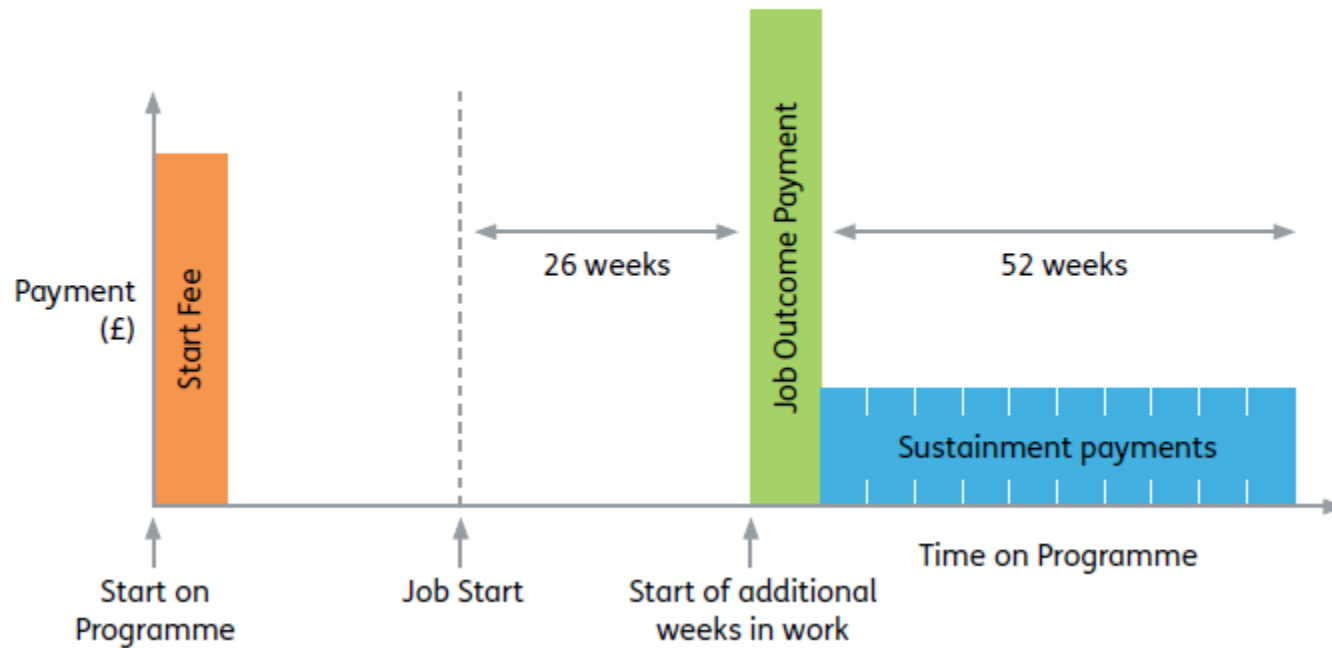 Payment
(£)
Start Fee
26 weeks
Job Outcome Payment
52 weeks
Sustainment payments
Time on Programme
Start on
Programme
Job Start
Start of additional
weeks in work